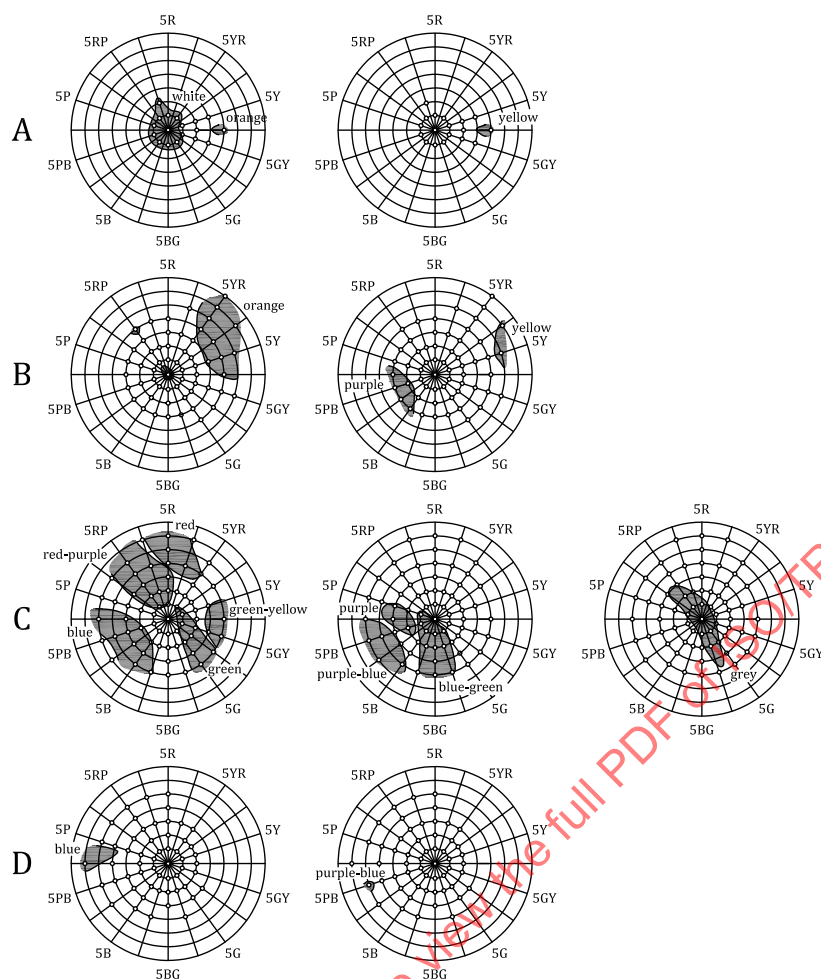 A
5R
5RP
5YR
5P
5Y
white
orange
5PB
5GY
5B
5G
5BG
5R
5RP
5YR
5P
5Y
yellow
5PB
5GY
5B
5G
5BG
B
5R
5RP
5YR
orange
5P
5Y
5PB
5GY
5B
5G
5BG
5R
5RP
5YR
yellow
5P
5Y
purple
5PB
5GY
5B
5G
5BG
C
5R
red
5RP
5YR
red-purple
5P
5Y
green-yellow
blue
5PB
5GY
green
5B
5G
5BG
5R
5RP
5YR
5P
5Y
purple
5PB
5GY
purple-blue
blue-green
5B
5G
5BG
5R
5RP
5YR
5P
5Y
5PB
5GY
grey
5B
5G
5BG
D
5R
5RP
5YR
5P
5Y
blue
5PB
5GY
5B
5G
5BG
5R
5RP
5YR
5P
5Y
purple-blue
5PB
5GY
5B
5G
5BG
view the full PDF of ISO/TR